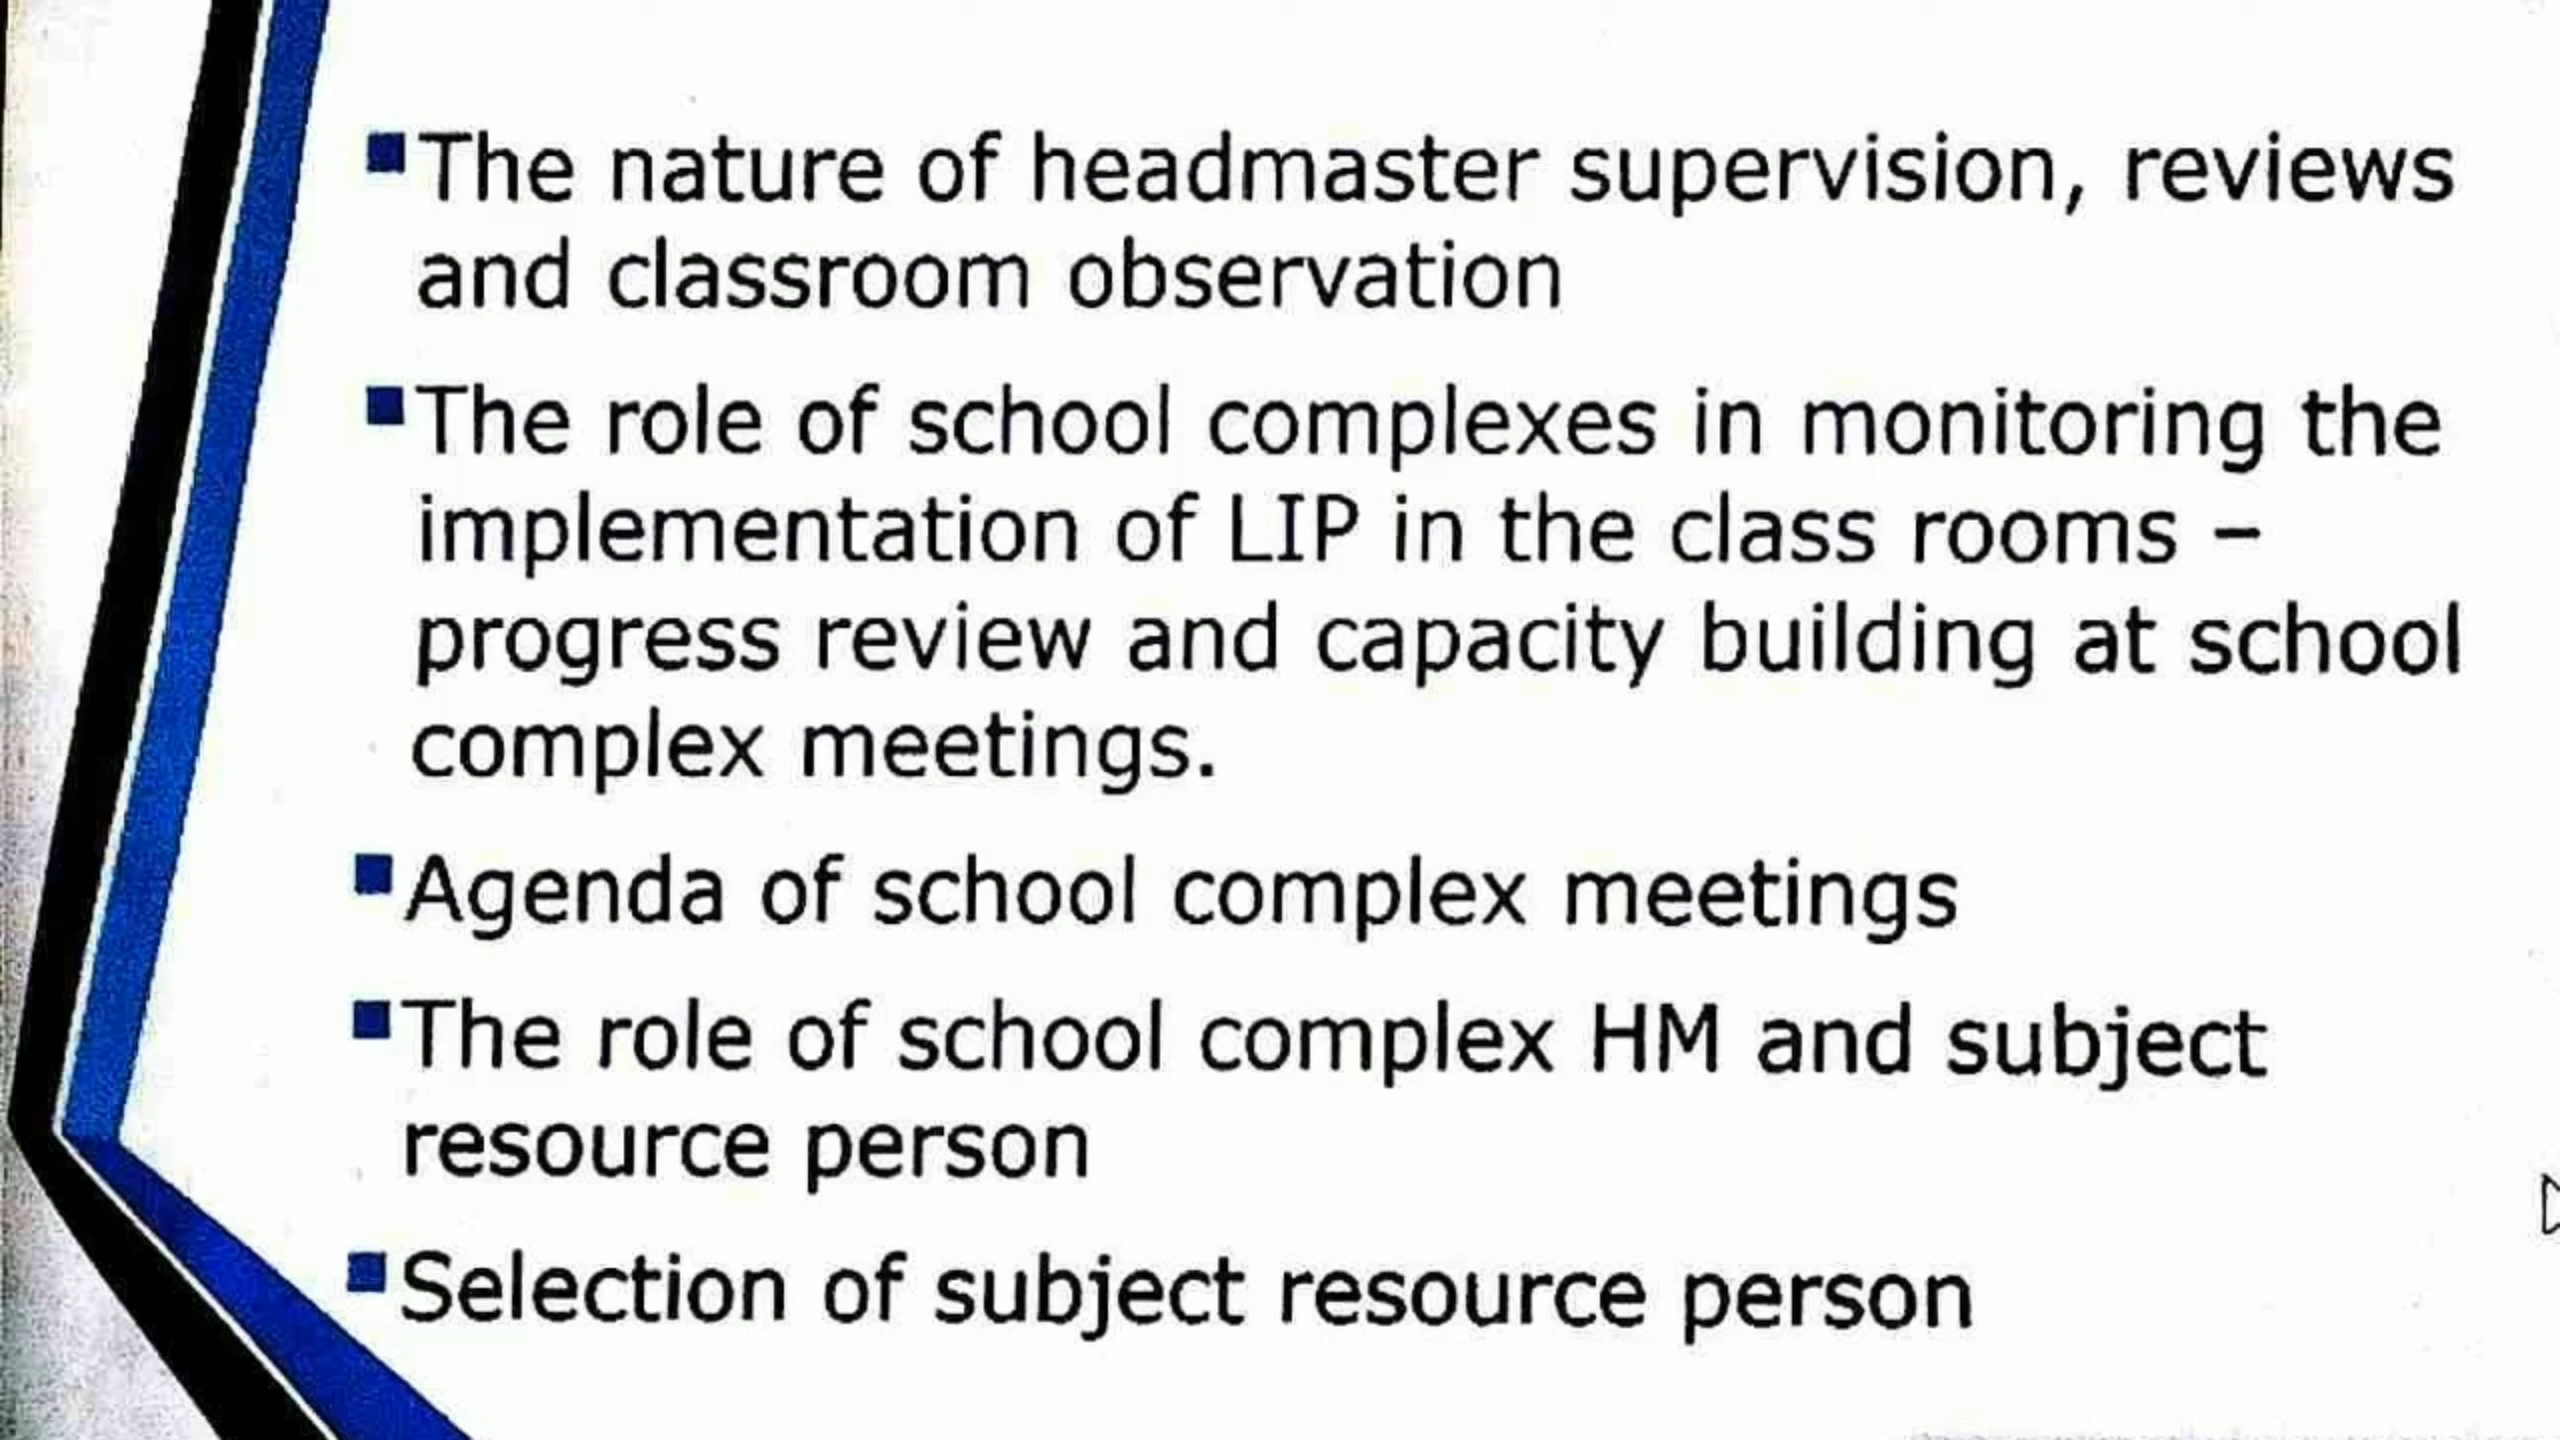 ▪The nature of headmaster supervision, reviews
and classroom observation
▪The role of school complexes in monitoring the
implementation of LIP in the class rooms –
progress review and capacity building at school
complex meetings.
▪Agenda of school complex meetings
▪The role of school complex HM and subject
resource person
▪Selection of subject resource person